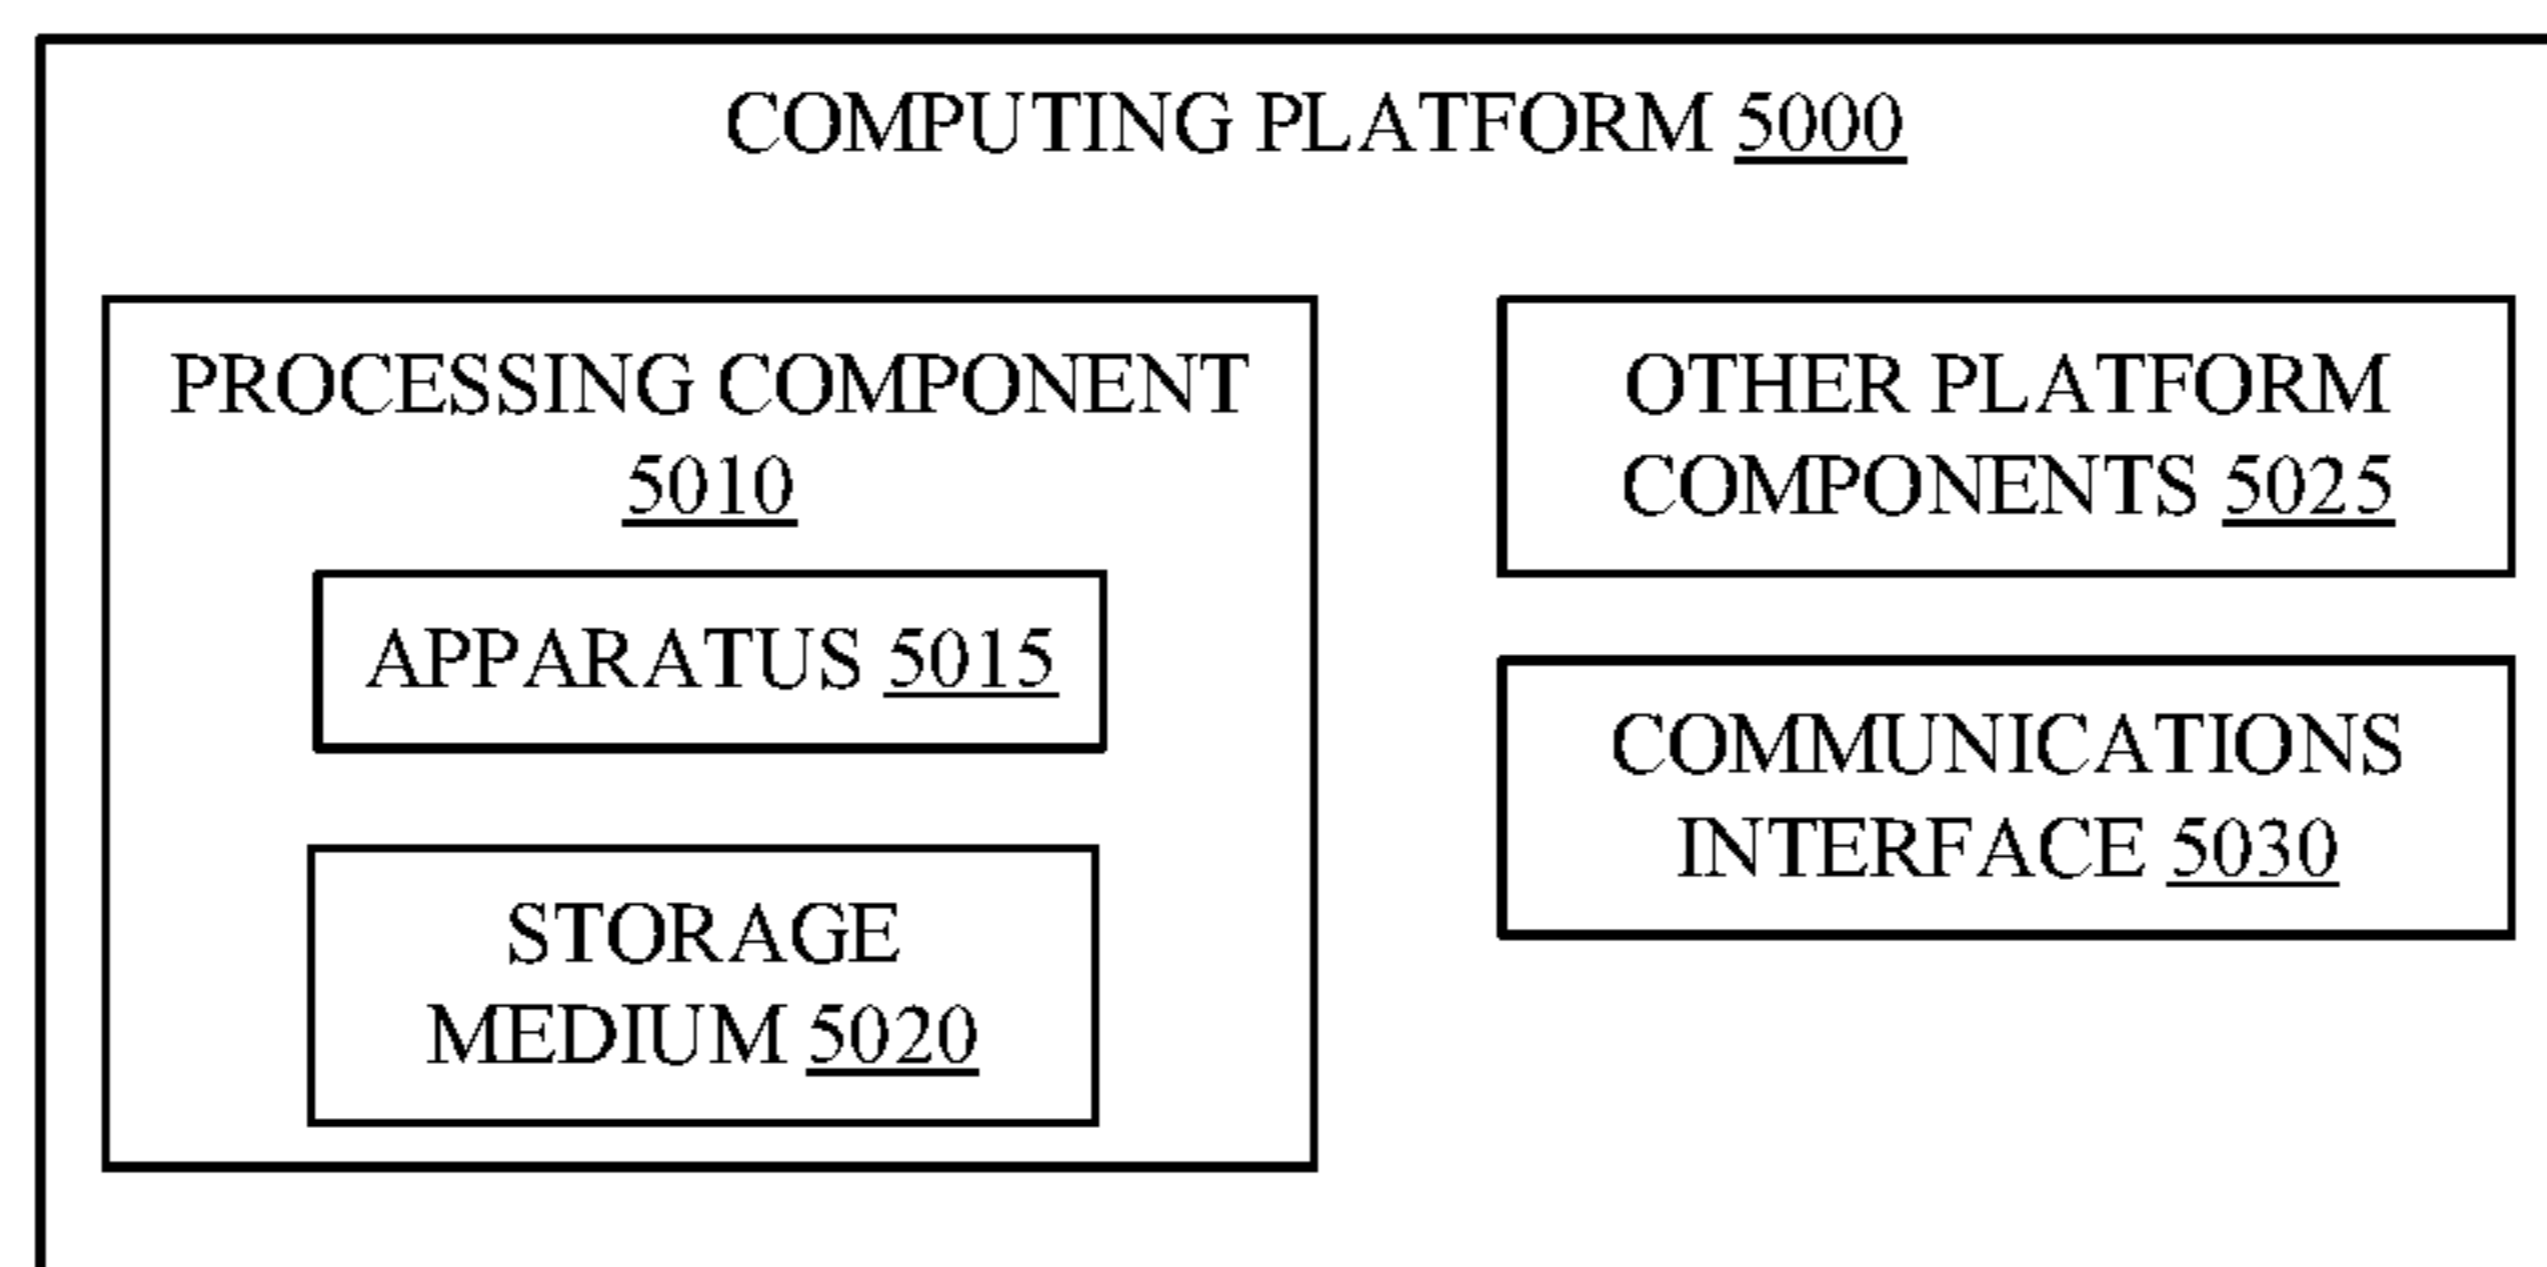 COMPUTING PLATFORM 5000
PROCESSING COMPONENT
5010
APPARATUS 5015
STORAGE
MEDIUM 5020
OTHER PLATFORM
COMPONENTS 5025
COMMUNICATIONS
INTERFACE 5030